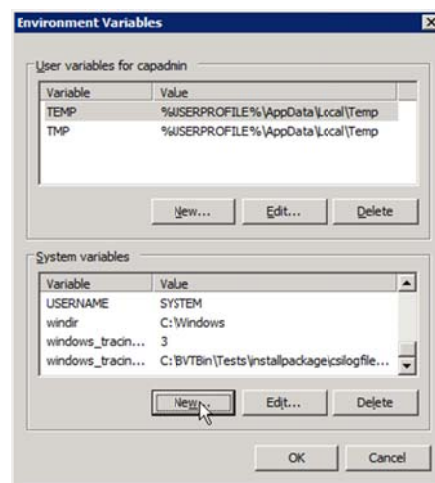 Environment Variables
User variables for capadmin
Variable Value
TEMP %USERPROFILE%\AppData\Local\Temp
TMP %USERPROFILE%\AppData\Local\Temp
New... Edit... Delete
System variables
Variable Value
USERNAME SYSTEM
windir C:\Windows
windows_tracin... 3
windows_tracin... C:\BVTBin\Tests\installpackage\csilogfile...
New... Edit... Delete
OK Cancel